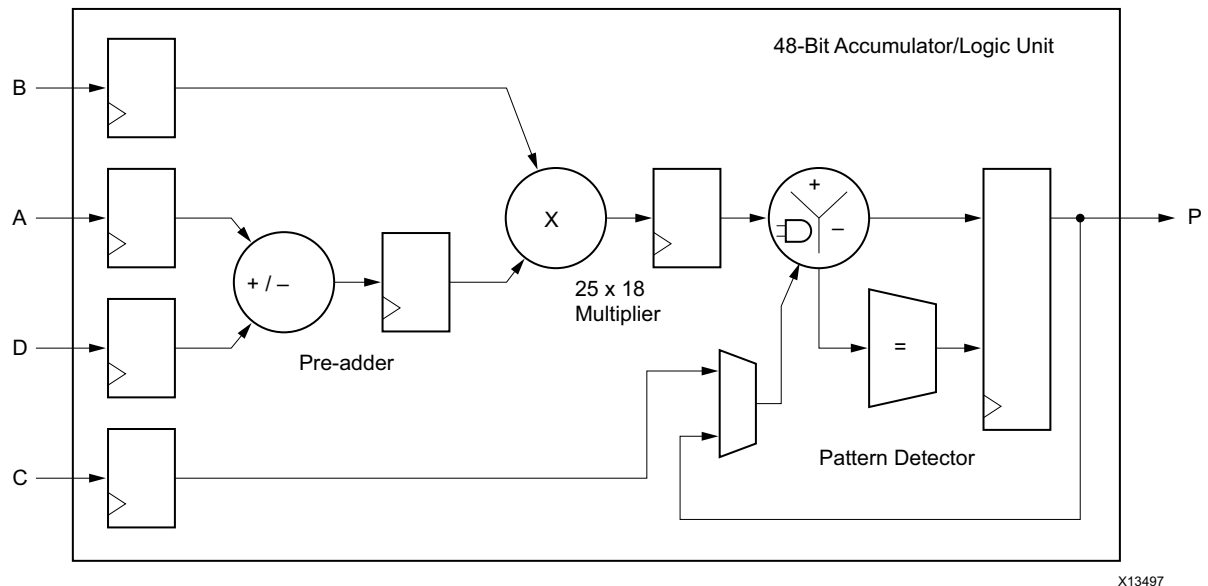 48-Bit Accumulator/Logic Unit
B
A
X
+
–
P
+ / –
25 x 18
Multiplier
D
Pre-adder
=
C
Pattern Detector
X13497